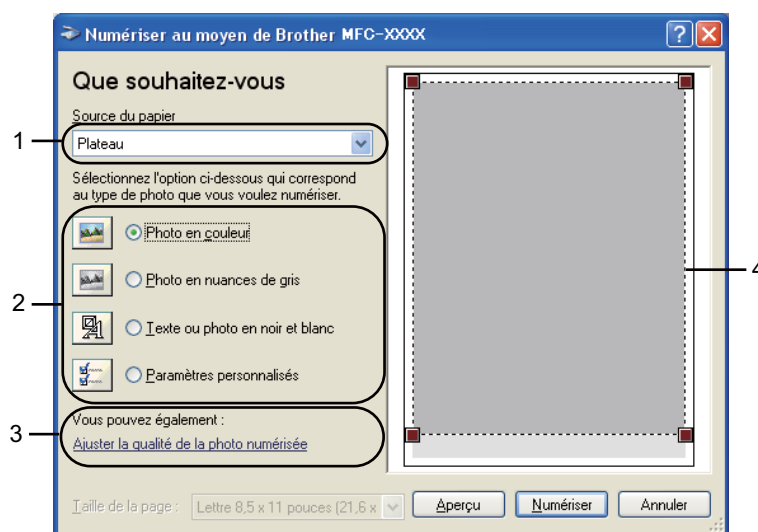 Numériser au moyen de Brother MFC-XXXX
Que souhaitez-vous
Source du papier
1
Plateau
Sélectionnez l'option ci-dessous qui correspond
au type de photo que vous voulez numériser.
Photo en couleur
Photo en nuances de gris
2
Texte ou photo en noir et blanc
Paramètres personnalisés
4
Vous pouvez également :
3
Ajuster la qualité de la photo numérisée
Taille de la page : Lettre 8,5 x 11 pouces (21,6 x
Aperçu Numériser Annuler